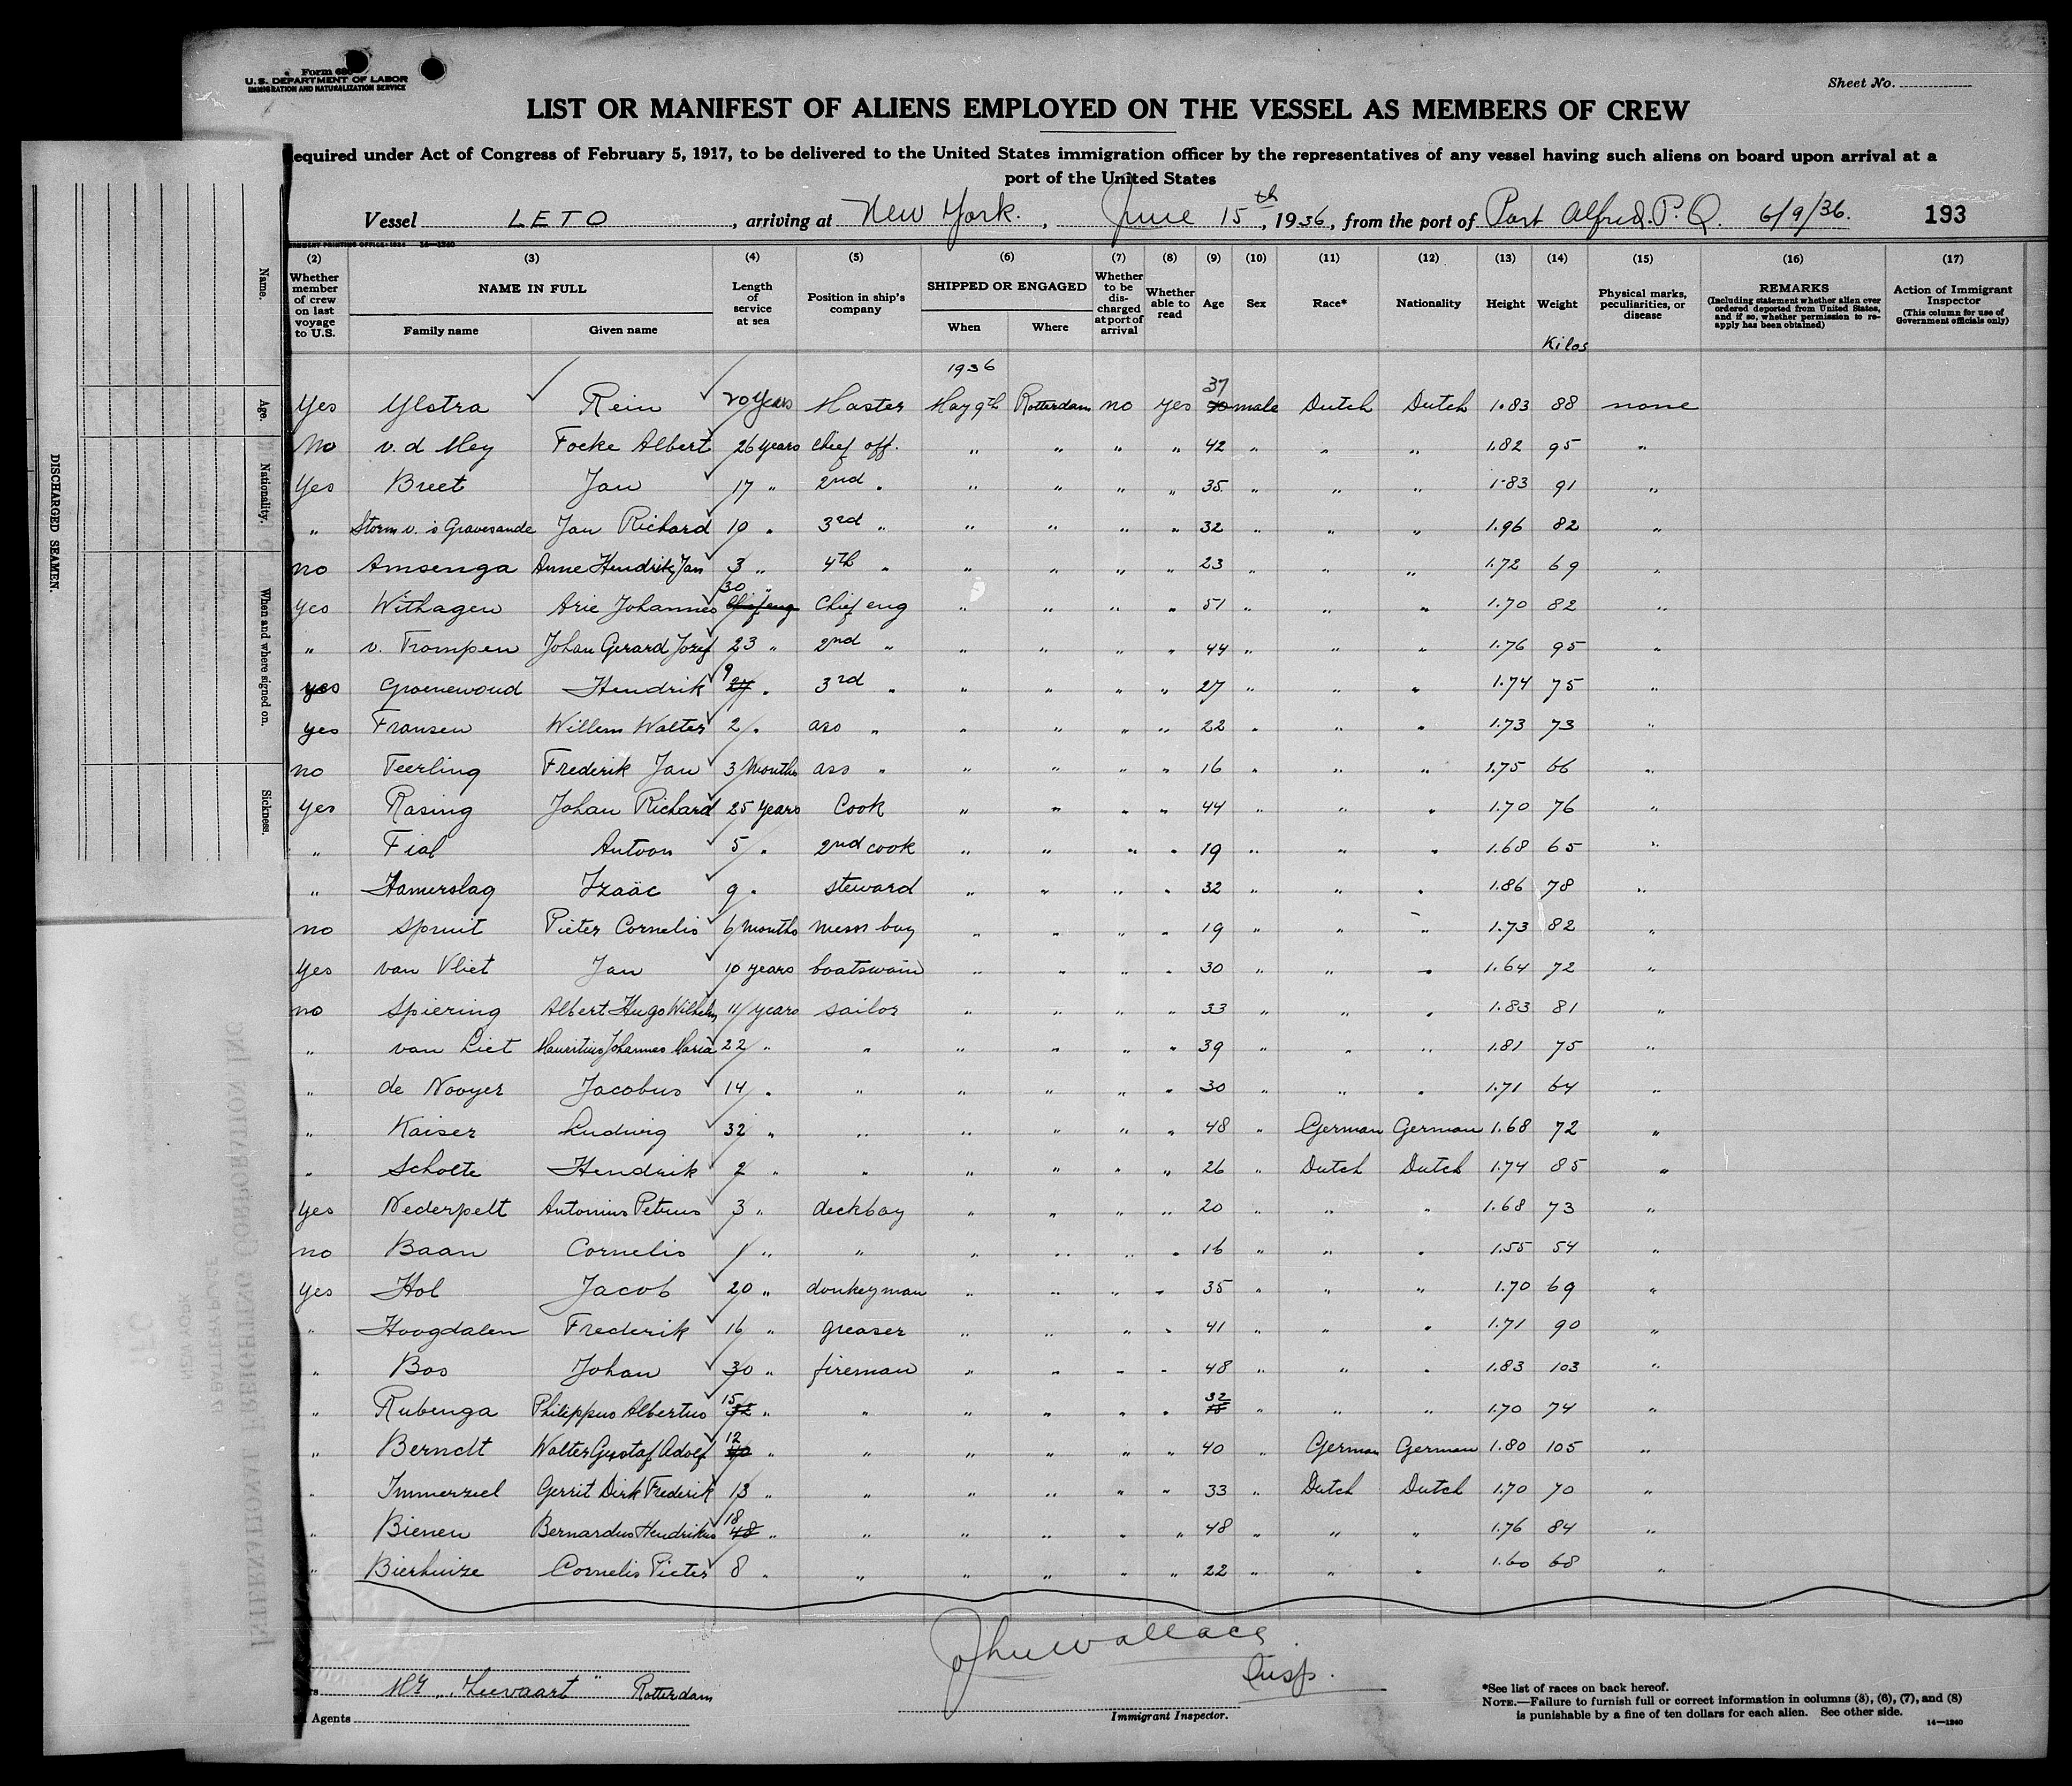 Form 680
U. S. DEPARTMENT OF LABOR
IMMIGRATION AND NATURALIZATION SERVICE
Sheet No.
LIST OR MANIFEST OF ALIENS EMPLOYED ON THE VESSEL AS MEMBERS OF CREW
equired under Act of Congress of February 5, 1917, to be delivered to the United States immigration officer by the representatives of any vessel having such aliens on board upon arrival at a
port of the United States
Vessel LETO, arriving at New York., June 15th, 1936, from the port of Port Alfred. P. Q. 6/9/36. 193
(2) (3) (4) (5) (6) (7) (8) (9) (10) (11) (12) (13) (14) (15) (16) (17)
Whether member of crew on last voyage to U.S. NAME IN FULL Family name Given name Length of service at sea Position in ship's company SHIPPED OR ENGAGED When Where Whether to be discharged at port of arrival Whether able to read Age Sex Race* Nationality Height Weight Physical marks, peculiarities, or disease REMARKS (Including statement whether alien ever ordered deported from United States, and if so, whether permission to reapply has been obtained) Action of Immigrant Inspector (This column for use of Government officials only)
Kilos
1936
Yes Ylstra Rein 20 years Master May 9th Rotterdam no yes 37 male Dutch Dutch 1.83 88 none
No v. d Mey Focke Albert 26 years Chief off. " " " " 42 " " " 1.82 95 "
Yes Breet Jan 17 " 2nd " " " " " 35 " " " 1.83 91 "
" Storm v. 's Gravesande Jan Richard 10 " 3rd " " " " " 32 " " " 1.96 82 "
no Amsenga Anne Hendrik Jan 3 " 4th " " " " " 23 " " " 1.72 69 "
yes Withagen Arie Johannes 30 " Chief eng Chief eng " " " " 51 " " " 1.70 82 "
" v. Trompen Johan Gerard Jozef 23 " 2nd " " " " " 44 " " " 1.76 95 "
yes Groenewoud Hendrik 9 27 " 3rd " " " " " 27 " " " 1.74 75 "
yes Fransen Willem Walter 2 " ass " " " " " 22 " " " 1.73 73 "
no Teerling Frederik Jan 3 Months ass " " " " " 16 " " " 1.75 66 "
yes Rasing Johan Richard 25 years Cook " " " " 44 " " " 1.70 76 "
" Fial Antoon 5 " 2nd cook " " " " 19 " " " 1.68 65 "
" Hamerslag Izaäc 9 " steward " " " " 32 " " " 1.86 78 "
no Spruit Pieter Cornelis 6 months mess boy " " " " 19 " " " 1.73 82 "
Yes van Vliet Jan 10 years boatswain " " " " 30 " " " 1.64 72 "
no Spiering Albert Hugo Wilhelm 11 years sailor " " " " 33 " " " 1.83 81 "
" van Liet Mauritius Johannes Maria 22 " " " " " " 39 " " " 1.81 75 "
" de Nooyer Jacobus 14 " " " " " " 30 " " " 1.71 64 "
" Kaiser Ludwig 32 " " " " " " 48 " German German 1.68 72 "
" Scholte Hendrik 2 " " " " " " 26 " Dutch Dutch 1.74 85 "
Yes Nederpelt Antonius Petrus 3 " deckboy " " " " 20 " " " 1.68 73 "
no Baan Cornelis 1 " " " " " " 16 " " " 1.55 54 "
Yes Hol Jacob 20 " donkeyman " " " " 35 " " " 1.70 69 "
" Hoogdalen Frederik 16 " greaser " " " " 41 " " " 1.71 90 "
" Bos Johan 30 " fireman " " " " 48 " " " 1.83 103 "
" Rubenga Philippus Albertus 15 32 " " " " " " 32 " " " 1.70 74 "
" Berndt Walter Gustaf Adolf 12 40 " " " " " " 40 " German German 1.80 105 "
" Immerzeel Gerrit Dirk Frederik 13 " " " " " " 33 " Dutch Dutch 1.70 70 "
" Bienen Bernardus Hendrikus 18 48 " " " " " " 48 " " " 1.76 84 "
" Bierhuize Cornelis Pieter 8 " " " " " " 22 " " " 1.60 68 "
John Wallace
Insp.
My „Zeevaart" Rotterdam
Agents
Immigrant Inspector.
*See list of races on back hereof.
NOTE.—Failure to furnish full or correct information in columns (3), (6), (7), and (8)
is punishable by a fine of ten dollars for each alien. See other side.
14—1240
DISCHARGED SEAMEN.
Name.
Age.
Nationality.
When and where signed on.
Sickness.
INTERNATIONAL FREIGHTING CORPORATION INC
17 BATTERY PLACE
NEW YORK